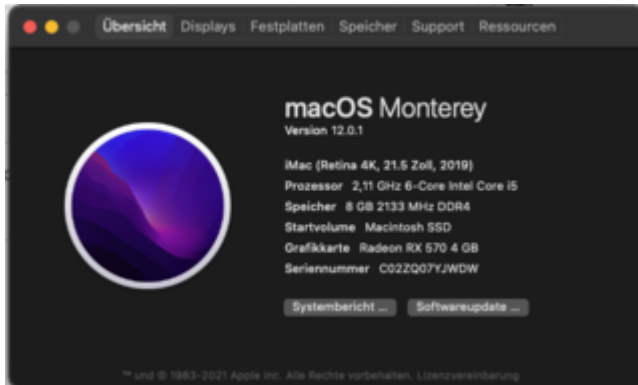 Übersicht Displays Festplatten Speicher Support Ressourcen
macOS Monterey
Version 12.0.1
iMac (Retina 4K, 21.5 Zoll, 2019)
Prozessor 2,11 GHz 6-Core Intel Core i5
Speicher 8 GB 2133 MHz DDR4
Startvolume Macintosh SSD
Grafikkarte Radeon RX 570 4 GB
Seriennummer C02ZQ07YJWDW
Systembericht ... Softwareupdate ...
™ und © 1983-2021 Apple Inc. Alle Rechte vorbehalten. Lizenzvereinbarung